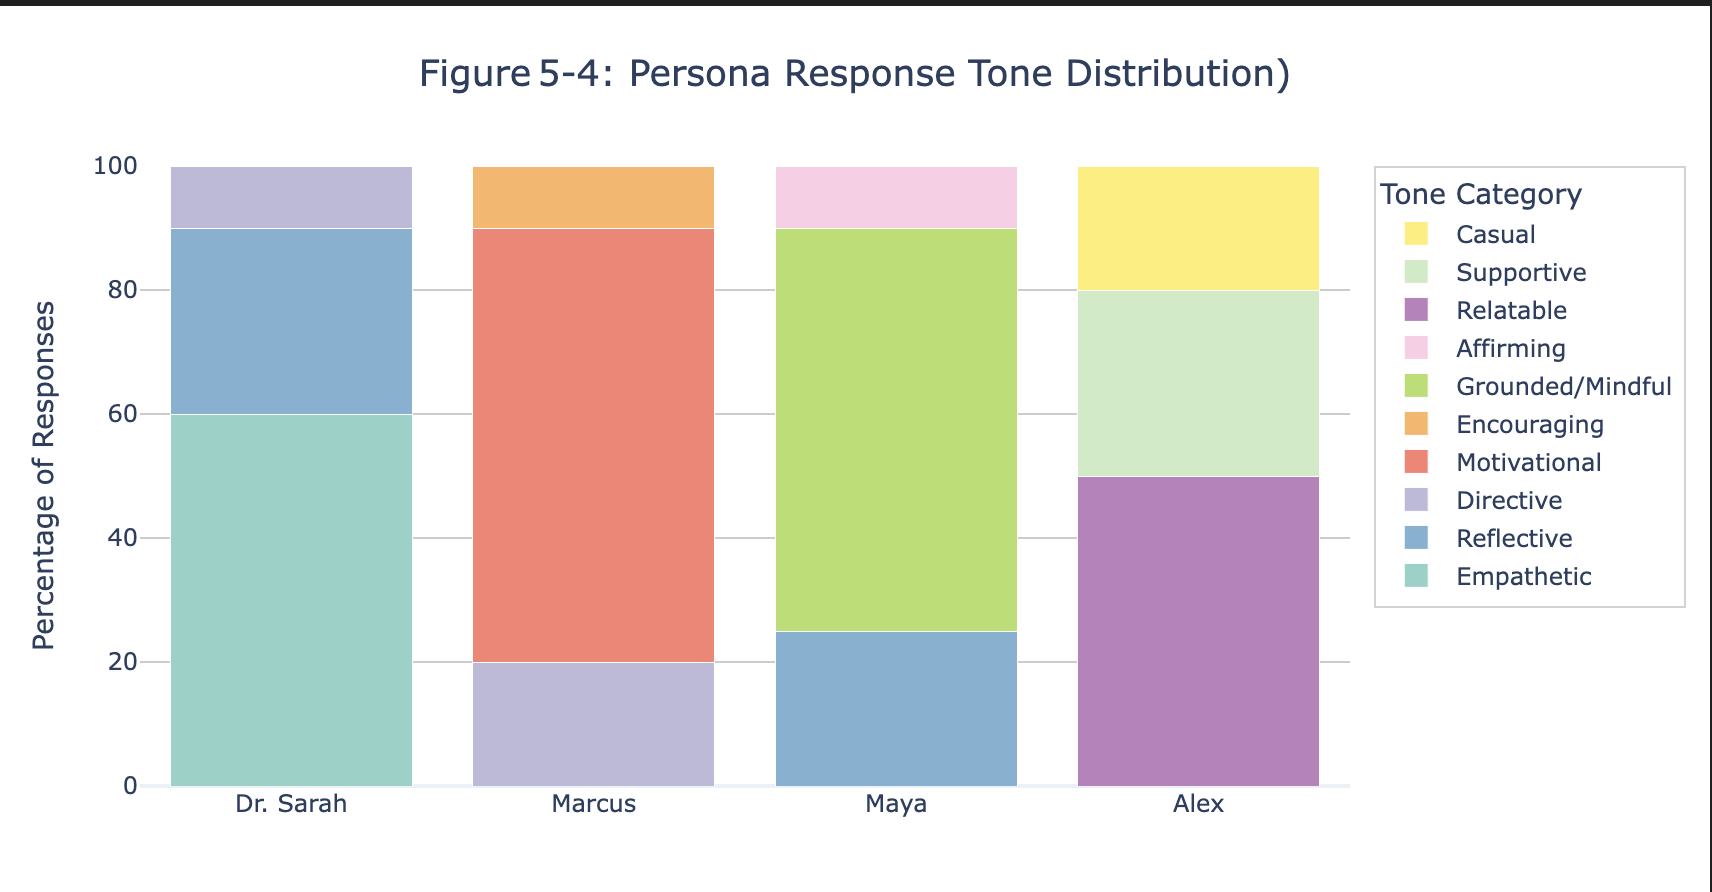 Figure 5-4: Persona Response Tone Distribution)
Percentage of Responses
100
80
60
40
20
0
Dr. Sarah
Marcus
Maya
Alex
Tone Category
Casual
Supportive
Relatable
Affirming
Grounded/Mindful
Encouraging
Motivational
Directive
Reflective
Empathetic